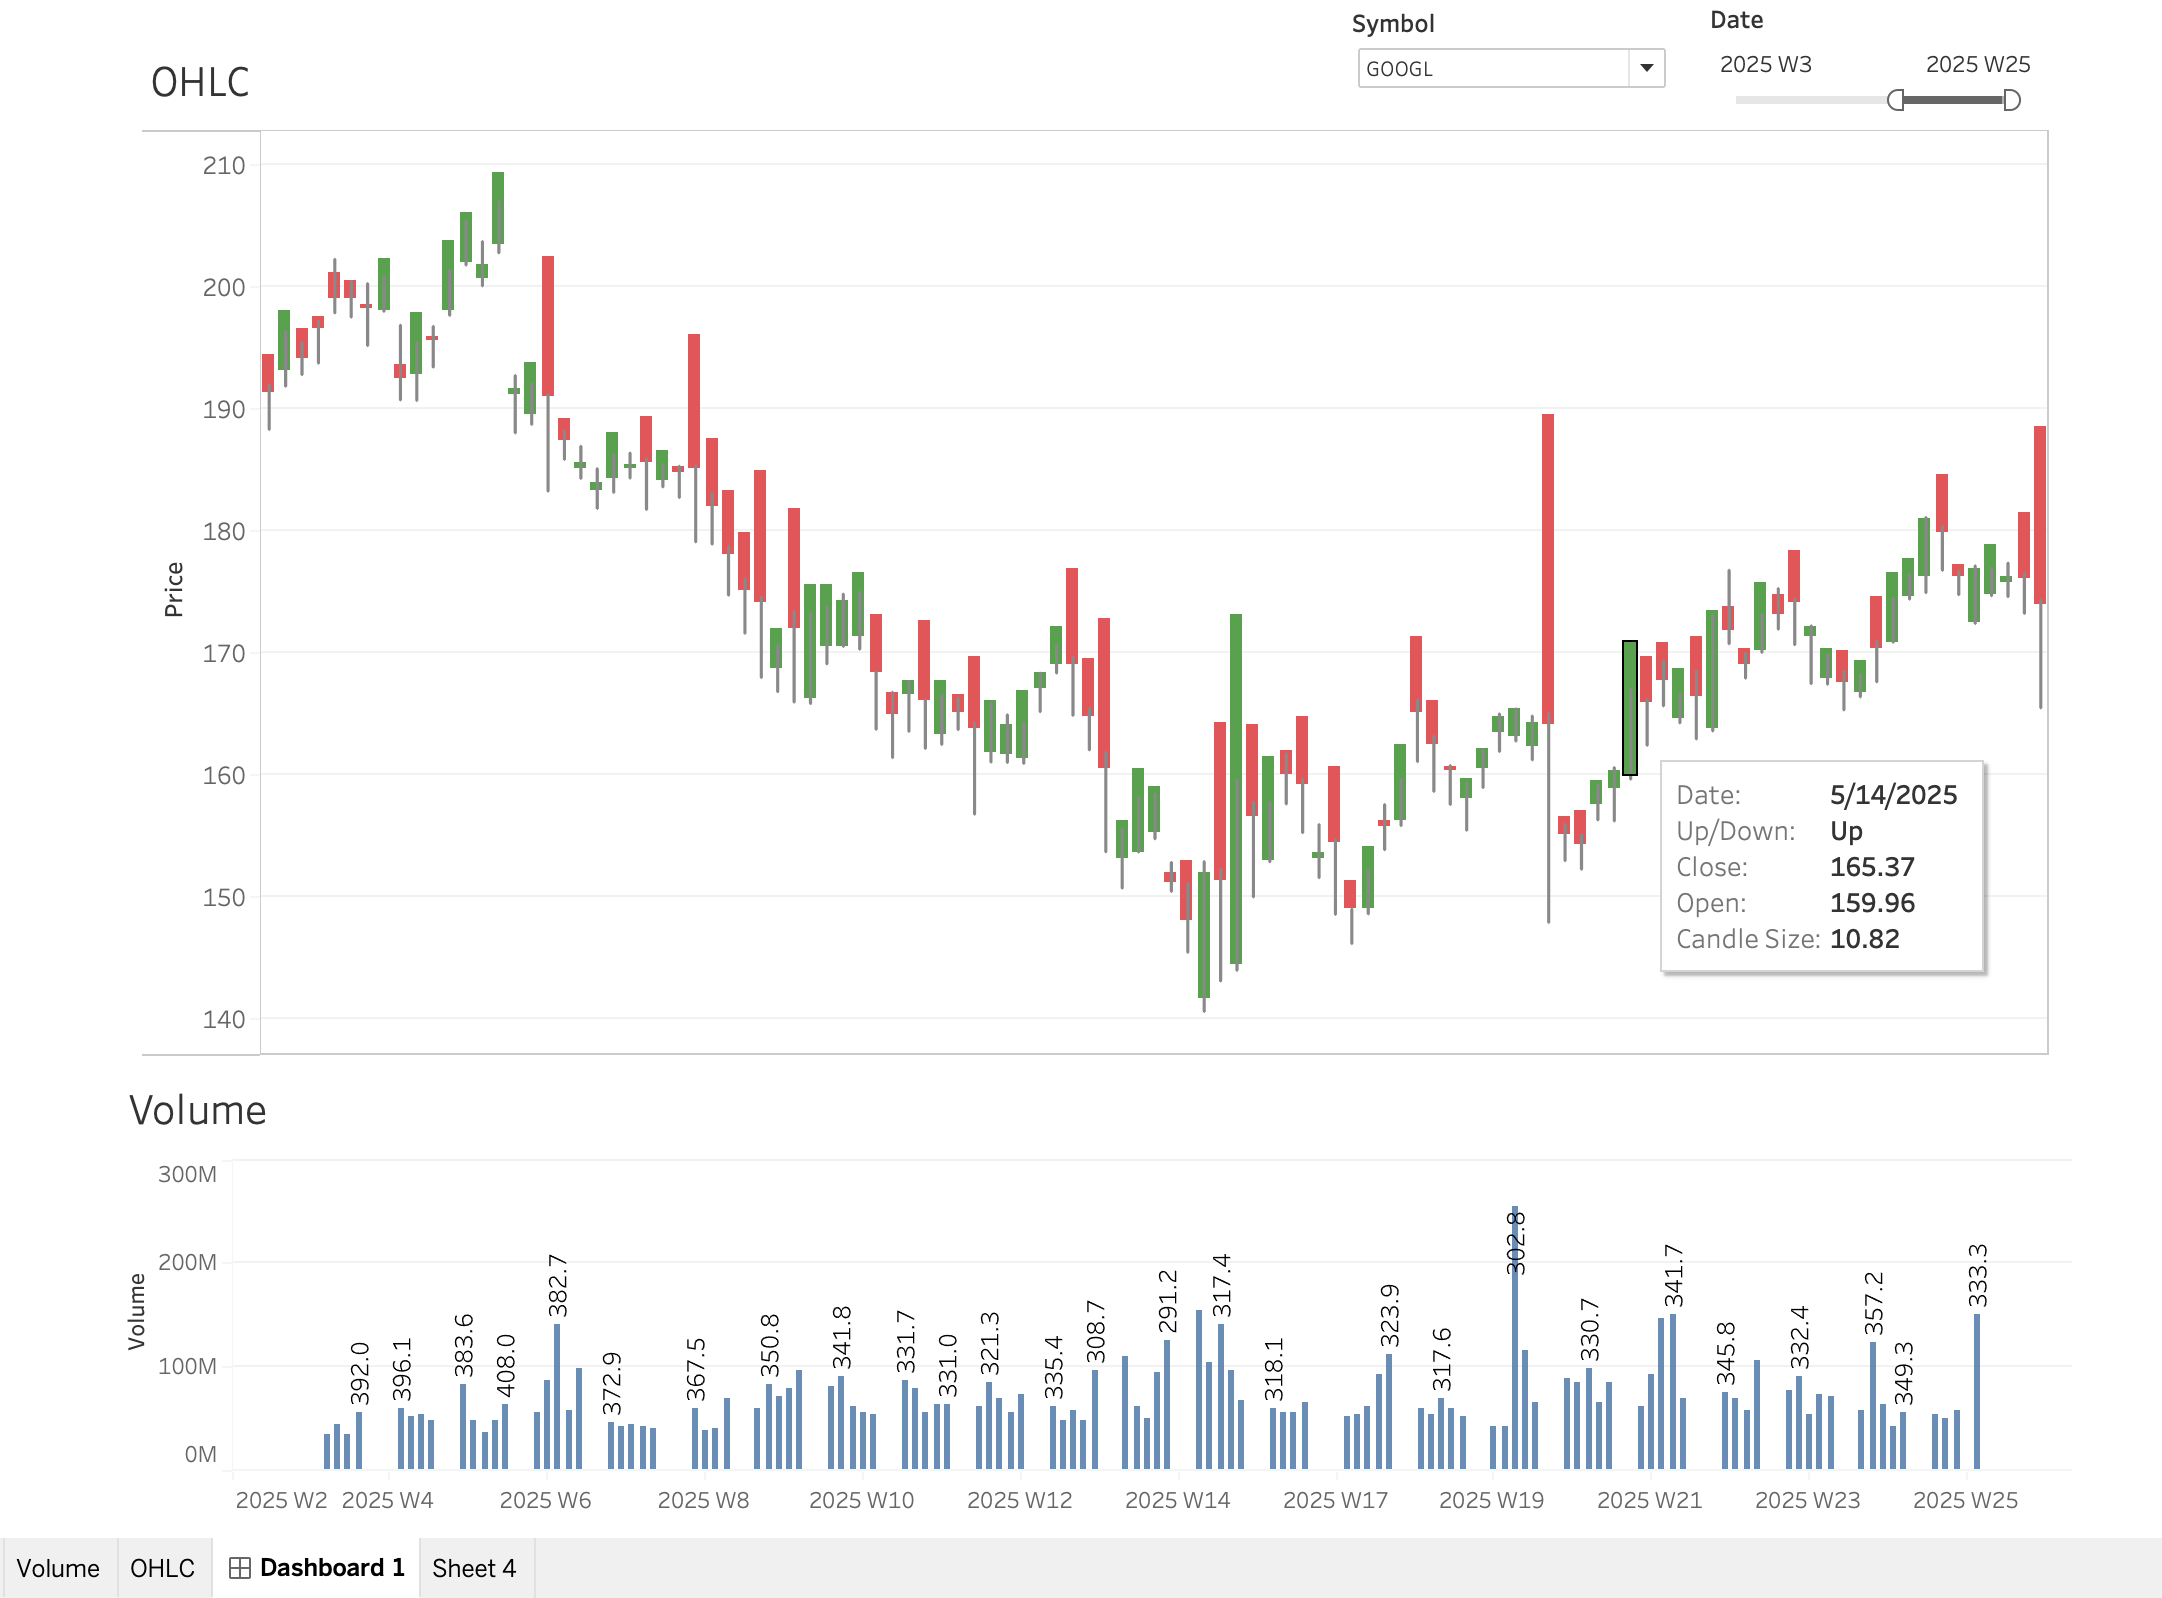 Symbol
Date
GOOGL
2025 W3
2025 W25
OHLC
210
200
190
180
170
160
150
140
Price
Date: 5/14/2025
Up/Down: Up
Close: 165.37
Open: 159.96
Candle Size: 10.82
Volume
300M
200M
100M
0M
Volume
392.0
396.1
383.6
408.0
382.7
372.9
367.5
350.8
341.8
331.7
331.0
321.3
335.4
308.7
291.2
317.4
318.1
323.9
317.6
302.8
330.7
341.7
345.8
332.4
357.2
349.3
333.3
2025 W2
2025 W4
2025 W6
2025 W8
2025 W10
2025 W12
2025 W14
2025 W17
2025 W19
2025 W21
2025 W23
2025 W25
Volume
OHLC
Dashboard 1
Sheet 4